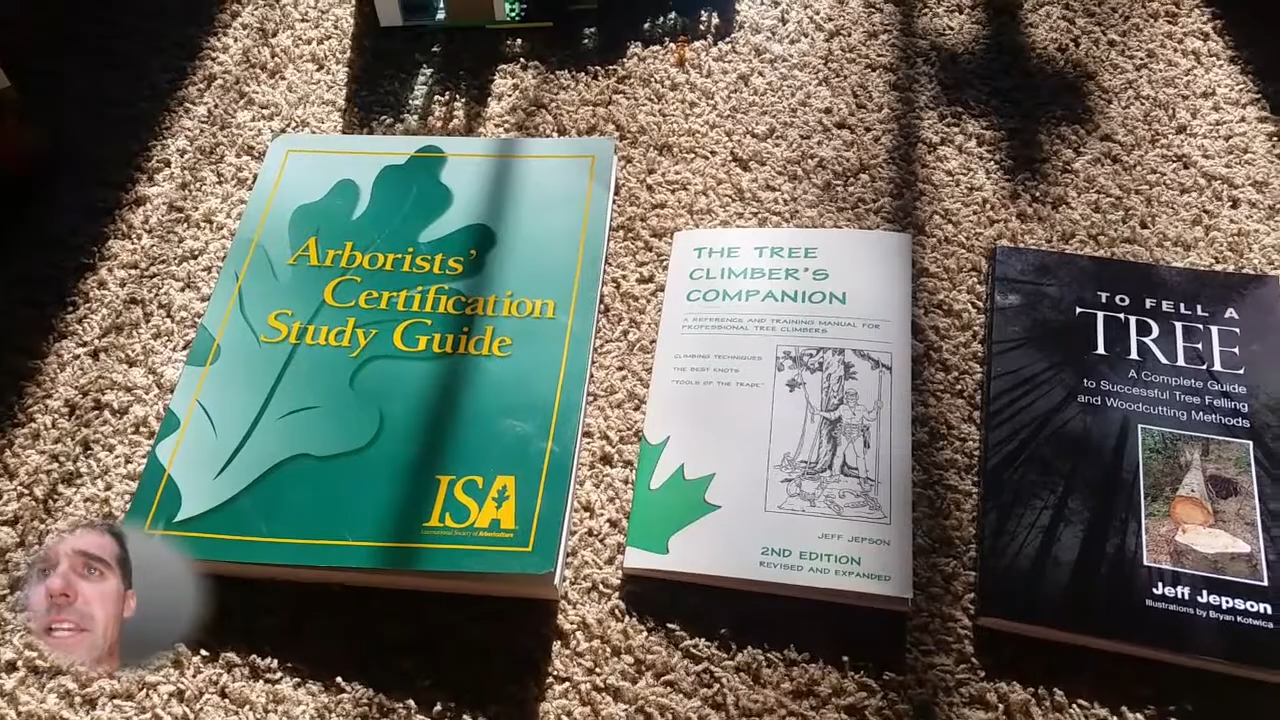 Arborists'
Certification
Study Guide
ISA
International Society of Arboriculture
THE TREE
CLIMBER'S
COMPANION
A REFERENCE AND TRAINING MANUAL FOR
PROFESSIONAL TREE CLIMBERS
CLIMBING TECHNIQUES
THE BEST KNOTS
"TOOLS OF THE TRADE"
JEFF JEPSON
2ND EDITION
REVISED AND EXPANDED
TO FELL A
TREE
A Complete Guide
to Successful Tree Felling
and Woodcutting Methods
Jeff Jepson
Illustrations by Bryan Kotwica